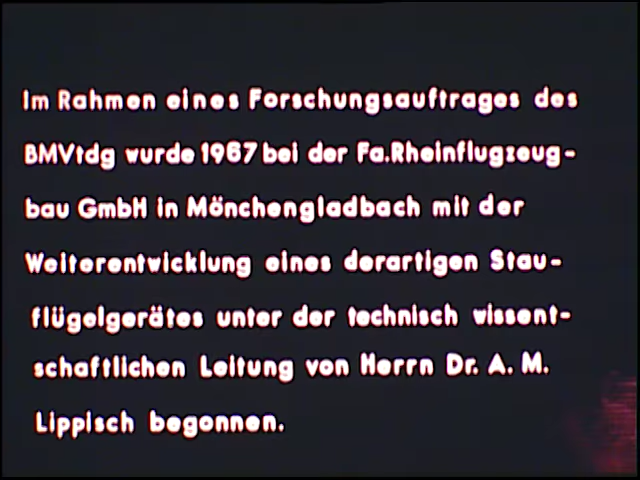 Im Rahmen eines Forschungsauftrages des
BMVtdg wurde 1967 bei der Fa.Rheinflugzeug-
bau GmbH in Mönchengladbach mit der
Weiterentwicklung eines derartigen Stau-
flügelgerätes unter der technisch wissent-
schaftlichen Leitung von Herrn Dr. A. M.
Lippisch begonnen.